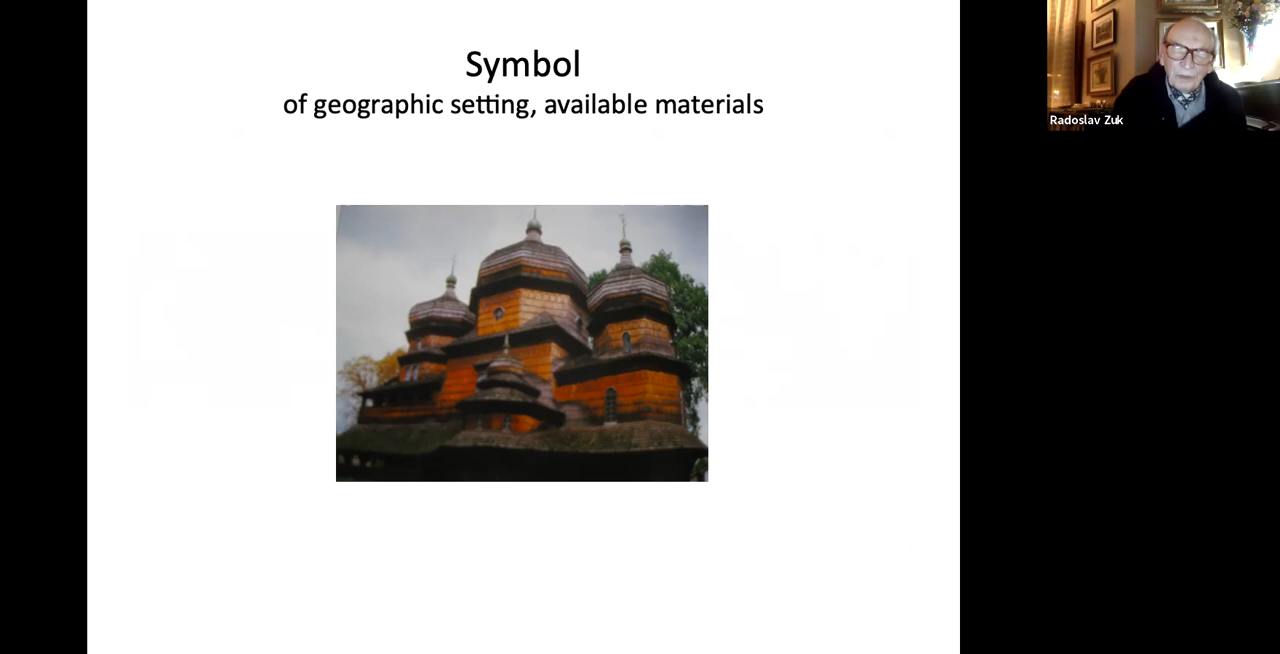 Symbol
of geographic setting, available materials
Radoslav Zuk